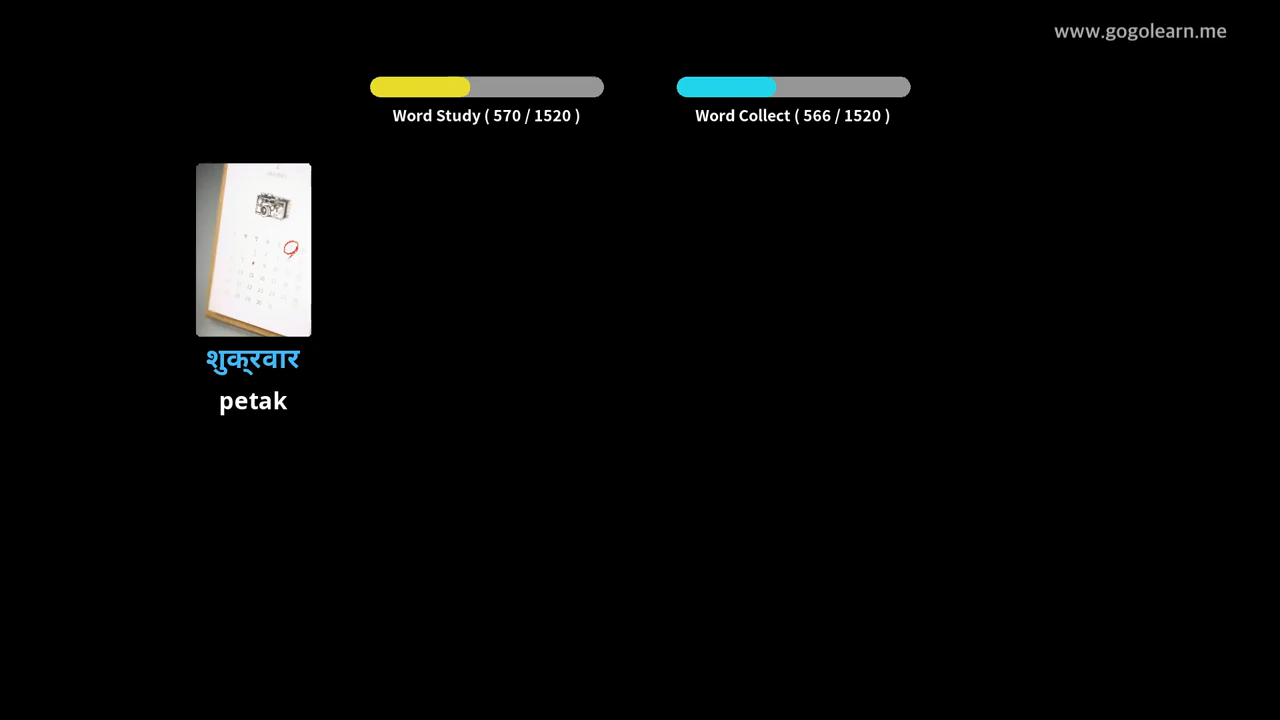 www.gogolearn.me
Word Study ( 570 / 1520 )
Word Collect ( 566 / 1520 )
शुक्रवार
petak